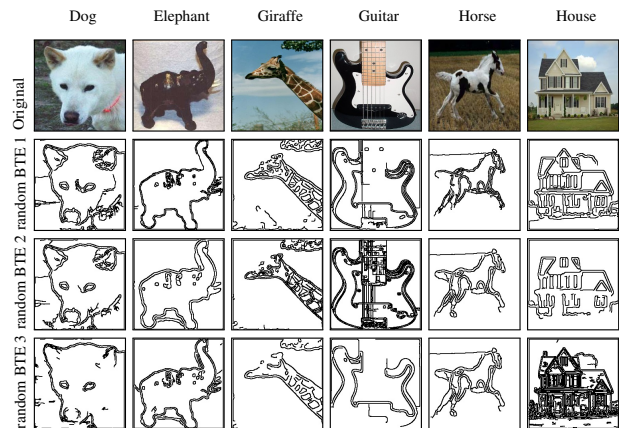 Dog Elephant Giraffe Guitar Horse House
Original
random BTE 1
random BTE 2
random BTE 3